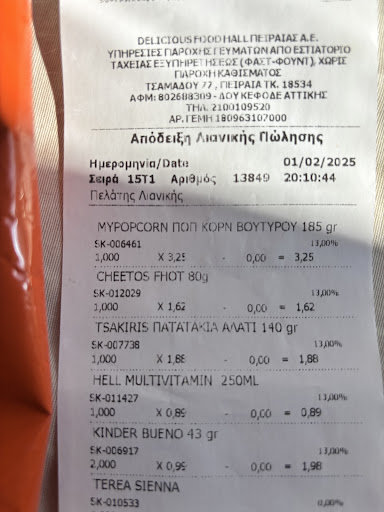 DELICIOUS FOOD HALL ΠΕΙΡΑΙΑΣ Α.Ε.
ΥΠΗΡΕΣΙΕΣ ΠΑΡΟΧΗΣ ΓΕΥΜΑΤΩΝ ΑΠΟ ΕΣΤΙΑΤΟΡΙΟ
ΤΑΧΕΙΑΣ ΕΞΥΠΗΡΕΤΗΣΕΩΣ (ΦΑΣΤ-ΦΟΥΝΤ), ΧΩΡΙΣ
ΠΑΡΟΧΗ ΚΑΘΙΣΜΑΤΟΣ
ΤΣΑΜΑΔΟΥ 77, ΠΕΙΡΑΙΑ ΤΚ. 18534
ΑΦΜ: 802688309 - ΔΟΥ ΚΕΦΟΔΕ ΑΤΤΙΚΗΣ
ΤΗΛ. 2100109520
ΑΡ.ΓΕΜΗ 180963107000
Απόδειξη Λιανικής Πώλησης
Ημερομηνία/Date 01/02/2025
Σειρά 15Τ1 Αριθμός 13849 20:10:44
Πελάτης Λιανικής
MYPOPCORN ΠΟΠ ΚΟΡΝ ΒΟΥΤΥΡΟΥ 185 gr
SK-006461 13,00%
1,000 X 3,25 - 0,00 = 3,25
CHEETOS FHOT 80g
SK-012029 13,00%
1,000 X 1,62 - 0,00 = 1,62
TSAKIRIS ΠΑΤΑΤΑΚΙΑ ΑΛΑΤΙ 140 gr
SK-007738 13,00%
1,000 X 1,88 - 0,00 = 1,88
HELL MULTIVITAMIN 250ML
SK-011427 13,00%
1,000 X 0,89 - 0,00 = 0,89
KINDER BUENO 43 gr
SK-006917 13,00%
2,000 X 0,99 - 0,00 = 1,98
TEREA SIENNA
SK-010533 0,00%